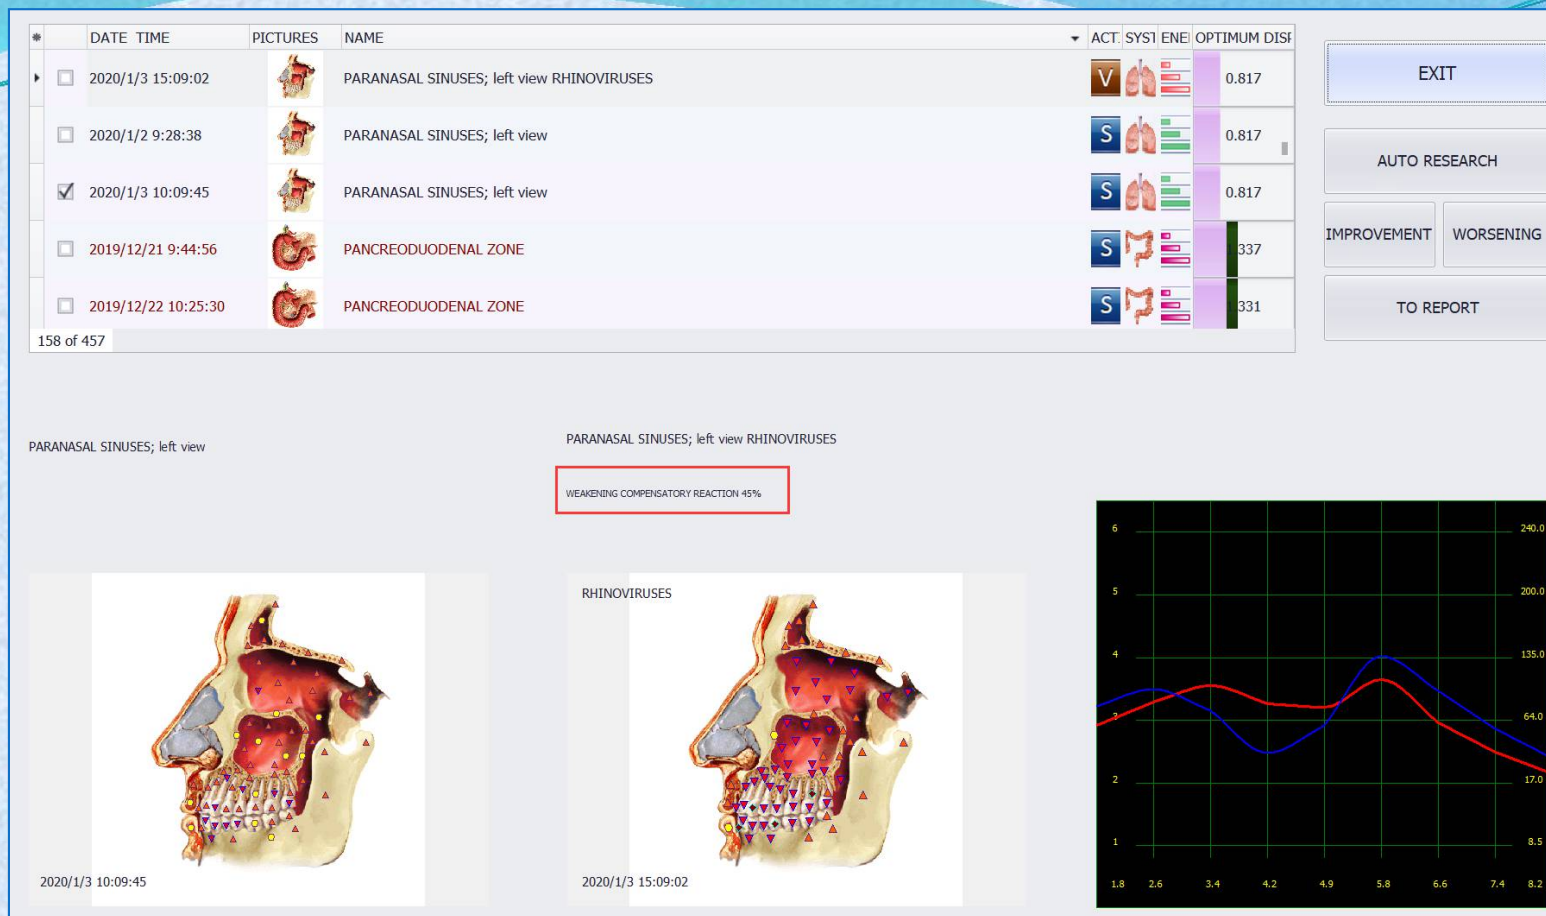 DATE TIME PICTURES NAME ACT. SYST ENEI OPTIMUM DISF
2020/1/3 15:09:02 PARANASAL SINUSES; left view RHINOVIRUSES V 0.817
EXIT
2020/1/2 9:28:38 PARANASAL SINUSES; left view S 0.817
AUTO RESEARCH
2020/1/3 10:09:45 PARANASAL SINUSES; left view S 0.817
IMPROVEMENT WORSENING
2019/12/21 9:44:56 PANCREODUODENAL ZONE S 337
2019/12/22 10:25:30 PANCREODUODENAL ZONE S 331
TO REPORT
158 of 457
PARANASAL SINUSES; left view
PARANASAL SINUSES; left view RHINOVIRUSES
WEAKENING COMPENSATORY REACTION 45%
RHINOVIRUSES
2020/1/3 10:09:45
2020/1/3 15:09:02
6 240.0
5 200.0
4 135.0
3 64.0
2 17.0
1 8.5
1.8 2.6 3.4 4.2 4.9 5.8 6.6 7.4 8.2